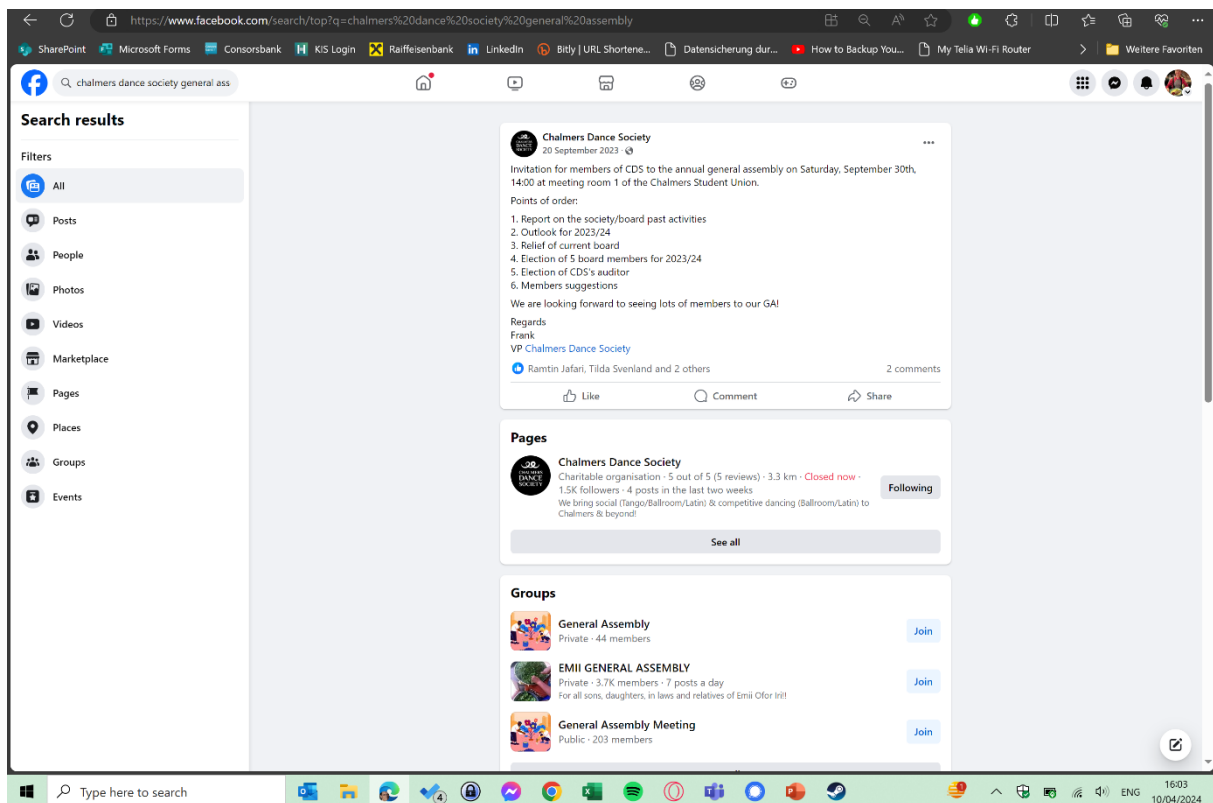 https://www.facebook.com/search/top?q=chalmers%20dance%20society%20general%20assembly
SharePoint Microsoft Forms Consorsbank KIS Login Raiffeisenbank LinkedIn Bitly | URL Shortene... Datensicherung dur... How to Backup You... My Telia Wi-Fi Router Weitere Favoriten
chalmers dance society general ass
Search results
Filters
All
Posts
People
Photos
Videos
Marketplace
Pages
Places
Groups
Events
Chalmers Dance Society
20 September 2023 ·
Invitation for members of CDS to the annual general assembly on Saturday, September 30th,
14:00 at meeting room 1 of the Chalmers Student Union.
Points of order:
1. Report on the society/board past activities
2. Outlook for 2023/24
3. Relief of current board
4. Election of 5 board members for 2023/24
5. Election of CDS's auditor
6. Members suggestions
We are looking forward to seeing lots of members to our GA!
Regards
Frank
VP Chalmers Dance Society
Ramtin Jafari, Tilda Svenland and 2 others 2 comments
Like Comment Share
Pages
CHALMERS
DANCE
SOCIETY
Chalmers Dance Society
Charitable organisation · 5 out of 5 (5 reviews) · 3.3 km · Closed now ·
1.5K followers · 4 posts in the last two weeks
We bring social (Tango/Ballroom/Latin) & competitive dancing (Ballroom/Latin) to
Chalmers & beyond!
Following
See all
Groups
General Assembly
Private · 44 members
Join
EMII GENERAL ASSEMBLY
Private · 3.7K members · 7 posts a day
For all sons, daughters, in laws and relatives of Emii Ofor Iri!!
Join
General Assembly Meeting
Public · 203 members
Join
Type here to search
4
ENG
16:03
10/04/2024